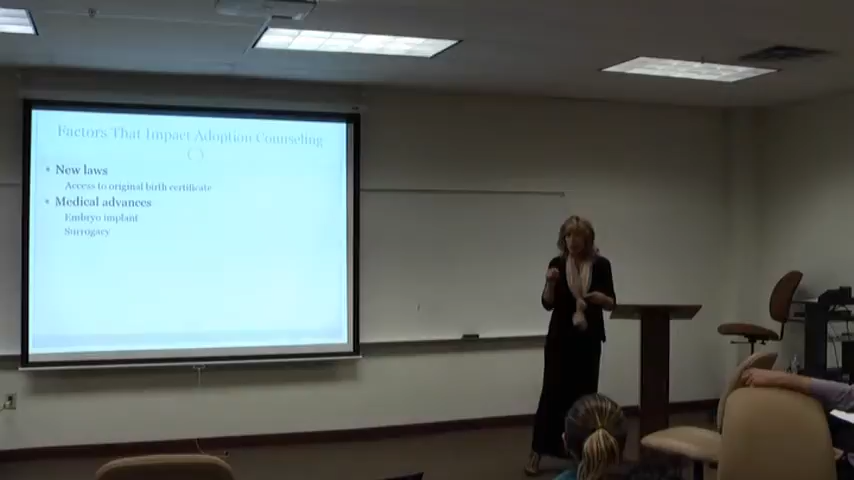 Factors That Impact Adoption Counseling
• New laws
Access to original birth certificate
• Medical advances
Embryo implant
Surrogacy